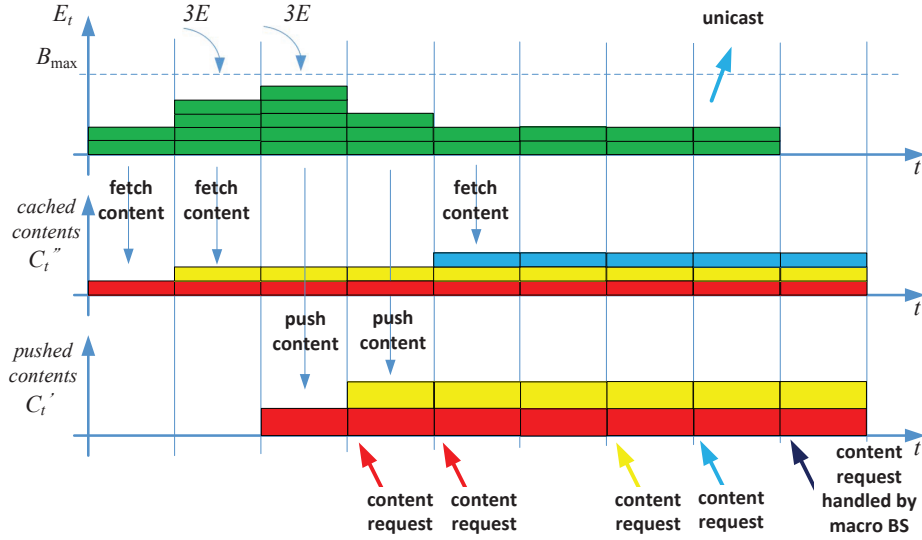 E_t
3E
3E
unicast
B_max
t
fetch
content
fetch
content
fetch
content
cached
contents
C_t″
t
push
content
push
content
pushed
contents
C_t′
t
content
request
content
request
content
request
content
request
content
request
handled by
macro BS